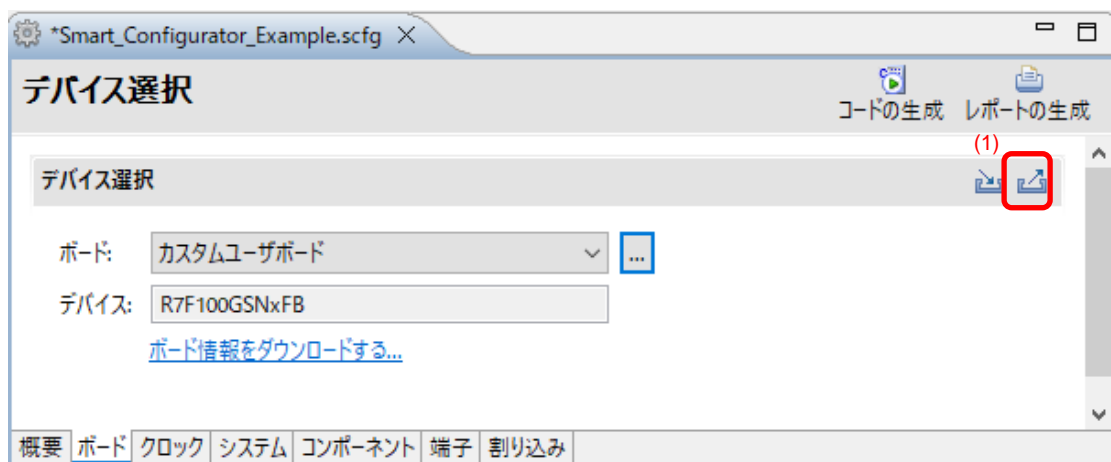 *Smart_Configurator_Example.scfg
デバイス選択
コードの生成 レポートの生成
(1)
デバイス選択
ボード: カスタムユーザボード ...
デバイス: R7F100GSNxFB
ボード情報をダウンロードする...
概要 ボード クロック システム コンポーネント 端子 割り込み